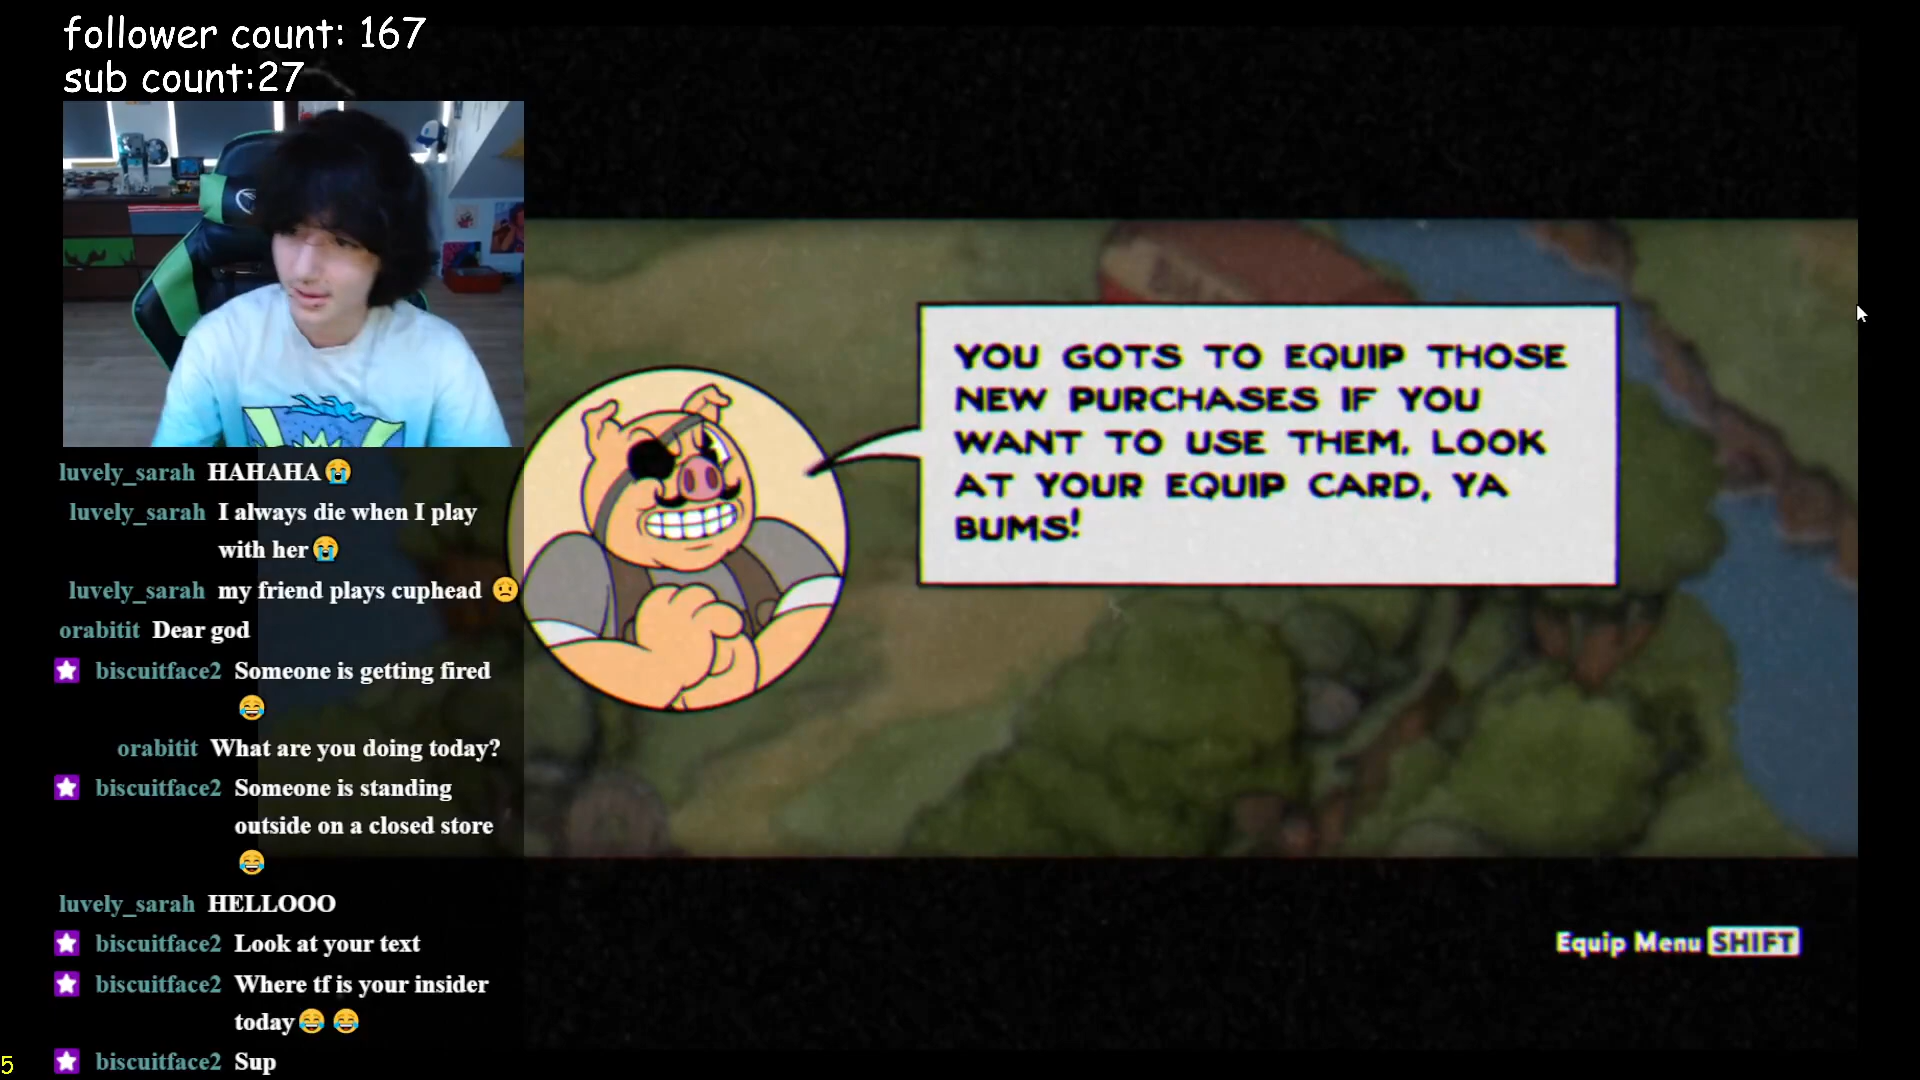 follower count: 167
sub count:27
YOU GOTS TO EQUIP THOSE
NEW PURCHASES IF YOU
WANT TO USE THEM. LOOK
AT YOUR EQUIP CARD, YA
BUMS!
luvely_sarah HAHAHA😭
luvely_sarah I always die when I play
with her😭
luvely_sarah my friend plays cuphead 😟
orabitit Dear god
biscuitface2 Someone is getting fired
😂
orabitit What are you doing today?
biscuitface2 Someone is standing
outside on a closed store
😂
luvely_sarah HELLOOO
biscuitface2 Look at your text
biscuitface2 Where tf is your insider
today😂 😂
biscuitface2 Sup
Equip Menu SHIFT
5